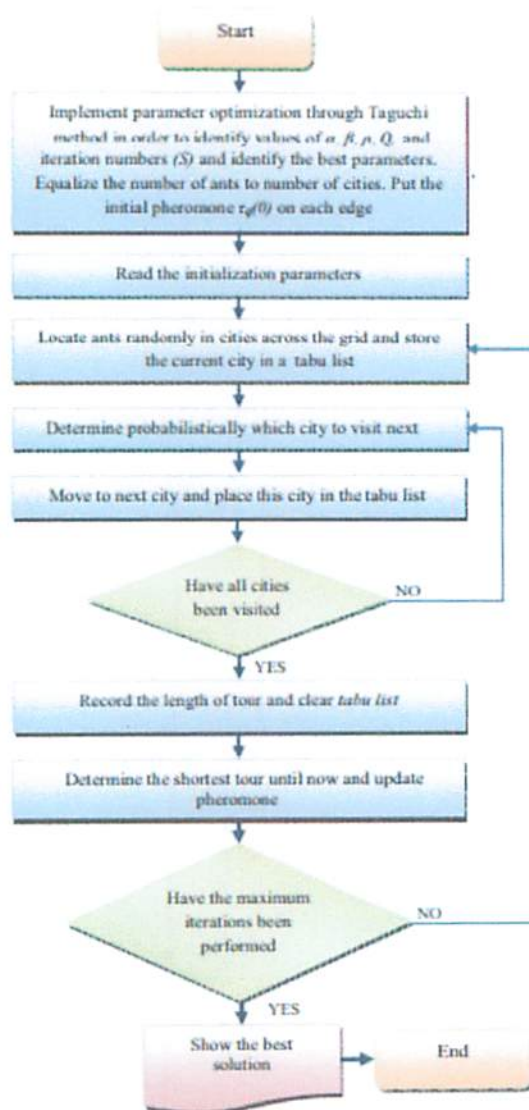 Start
Implement parameter optimization through Taguchi
method in order to identify values of α, β, ρ, Q, and
iteration numbers (S) and identify the best parameters.
Equalize the number of ants to number of cities. Put the
initial pheromone τij(0) on each edge
Read the initialization parameters
Locate ants randomly in cities across the grid and store
the current city in a tabu list
Determine probabilistically which city to visit next
Move to next city and place this city in the tabu list
Have all cities
been visited
NO
YES
Record the length of tour and clear tabu list
Determine the shortest tour until now and update
pheromone
Have the maximum
iterations been
performed
NO
YES
Show the best
solution
End